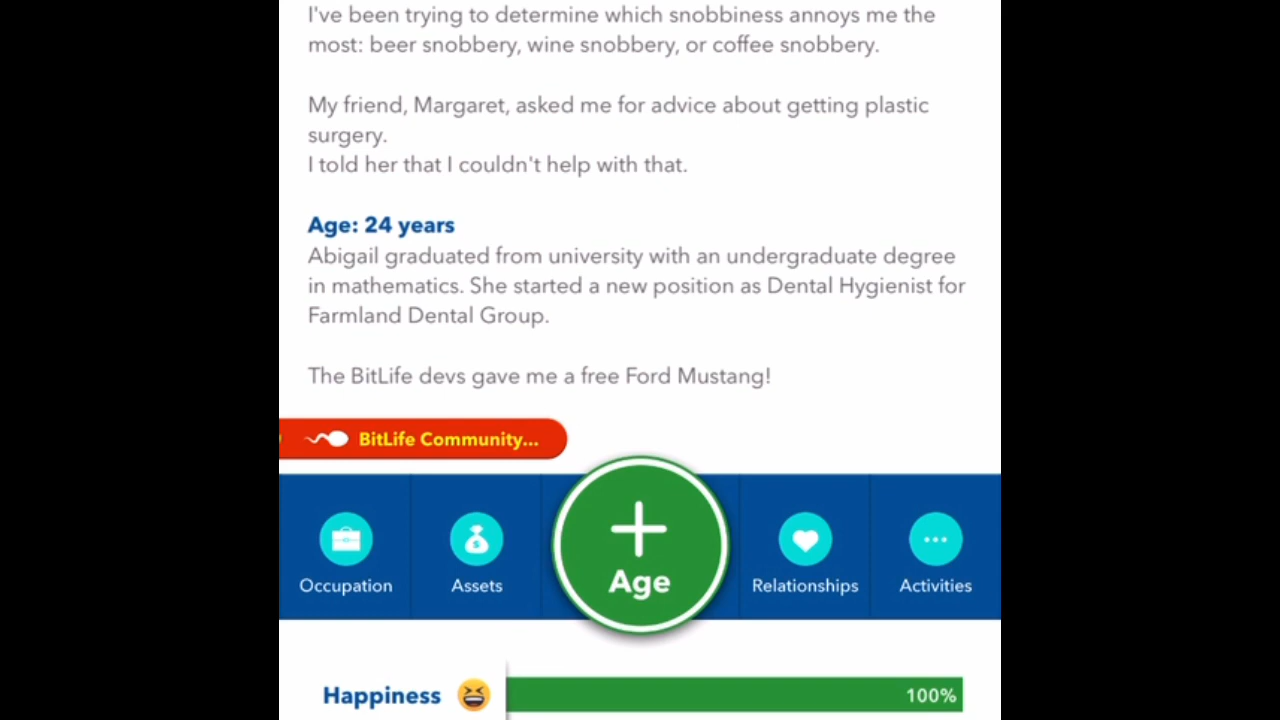 I've been trying to determine which snobbiness annoys me the
most: beer snobbery, wine snobbery, or coffee snobbery.
My friend, Margaret, asked me for advice about getting plastic
surgery.
I told her that I couldn't help with that.
Age: 24 years
Abigail graduated from university with an undergraduate degree
in mathematics. She started a new position as Dental Hygienist for
Farmland Dental Group.
The BitLife devs gave me a free Ford Mustang!
BitLife Community...
Occupation
Assets
Age
Relationships
Activities
Happiness 100%